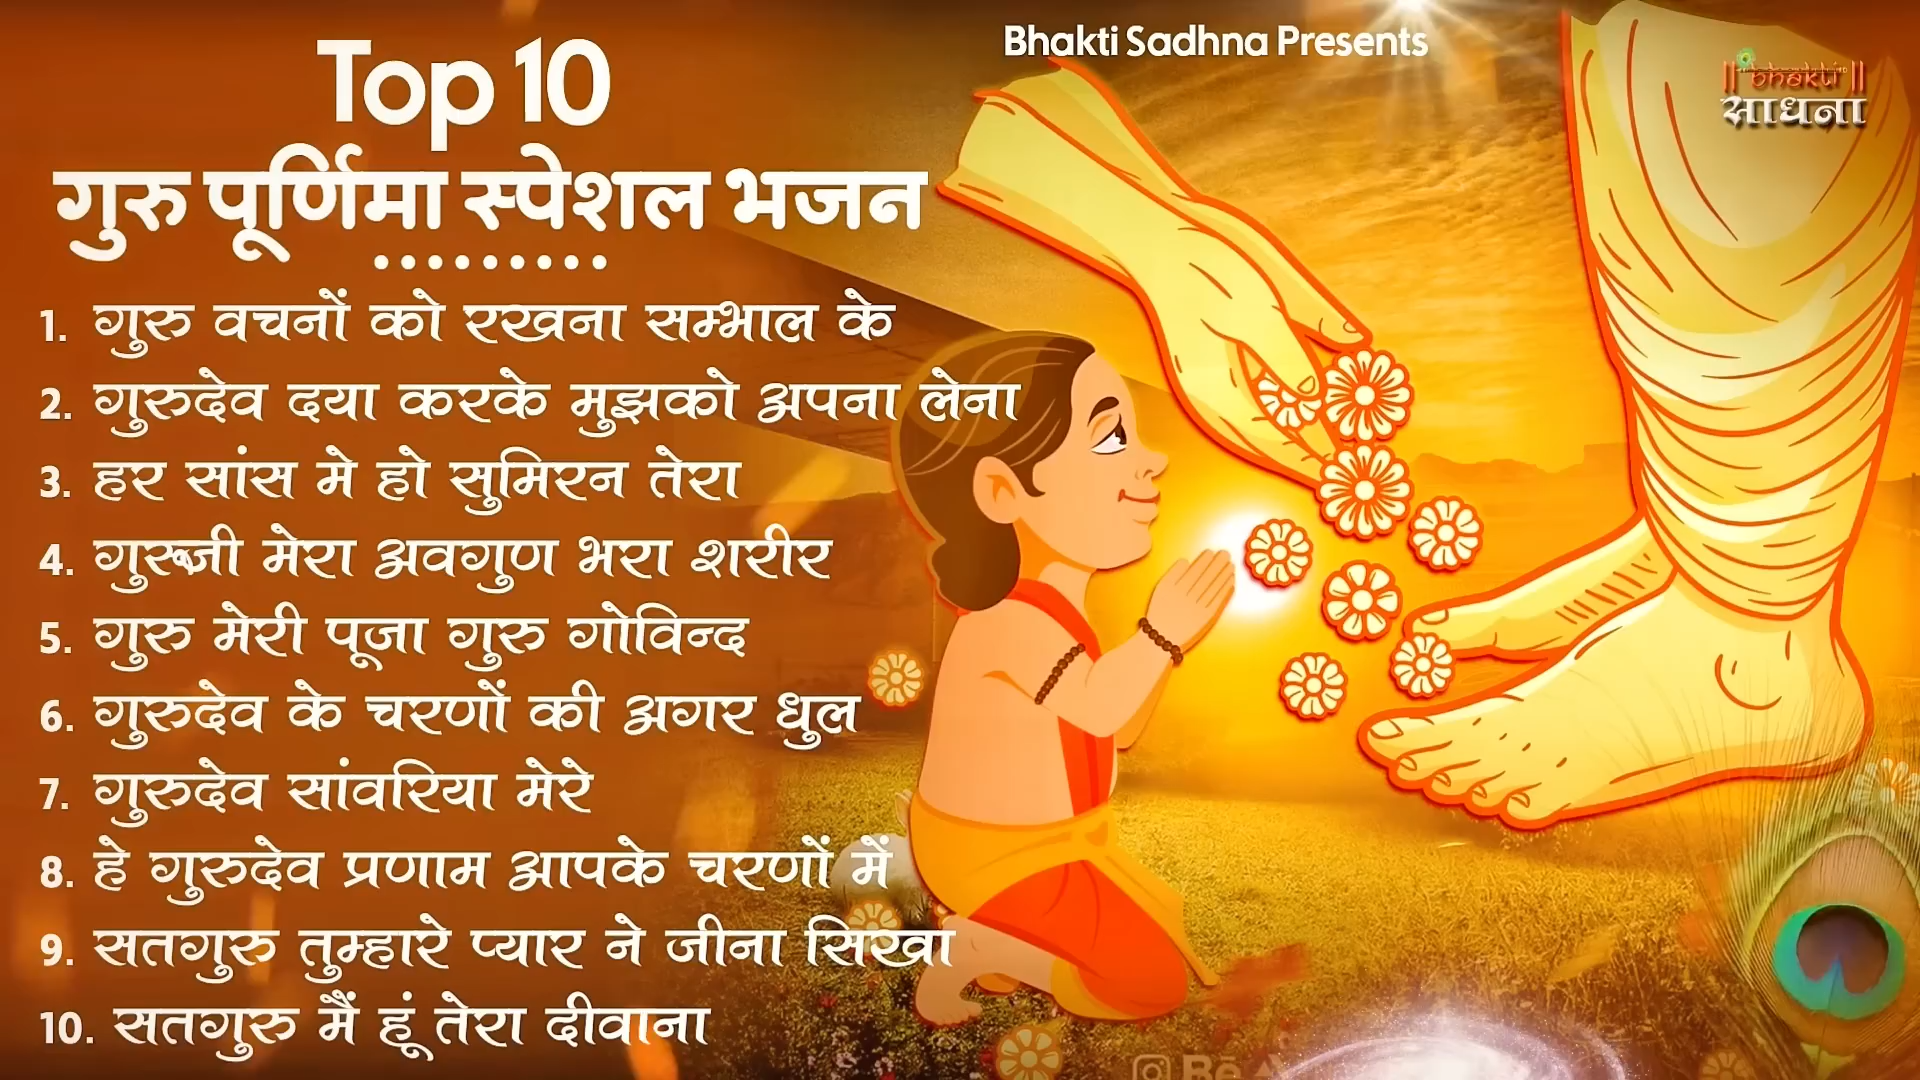 Bhakti Sadhna Presents
॥ bhakti ॥
साधना
Top 10
गुरु पूर्णिमा स्पेशल भजन
1. गुरु वचनों को रखना सम्भाल के
2. गुरुदेव दया करके मुझको अपना लेना
3. हर सांस मे हो सुमिरन तेरा
4. गुरुजी मेरा अवगुण भरा शरीर
5. गुरु मेरी पूजा गुरु गोविन्द
6. गुरुदेव के चरणों की अगर धुल
7. गुरुदेव सांवरिया मेरे
8. हे गुरुदेव प्रणाम आपके चरणों में
9. सतगुरु तुम्हारे प्यार ने जीना सिखा
10. सतगुरु मैं हूं तेरा दीवाना